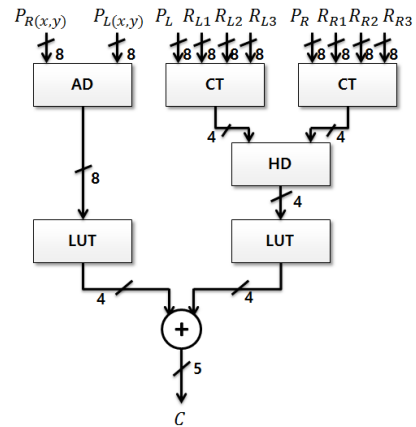 P_R(x,y) P_L(x,y) P_L R_L1 R_L2 R_L3 P_R R_R1 R_R2 R_R3
8 8 8 8 8 8 8 8 8 8
AD CT CT
4 4
HD
8 4
LUT LUT
4 4
+
5
C